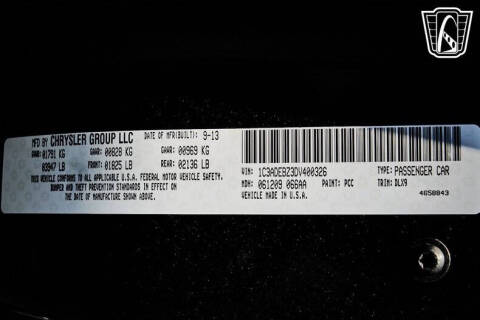 MFD BY CHRYSLER GROUP LLC DATE OF MFR(BUILT): 9-13
GVWR: 01791 KG GAWR: 00828 KG GAWR: 00969 KG
03947 LB FRONT: 01825 LB REAR: 02136 LB
THIS VEHICLE CONFORMS TO ALL APPLICABLE U.S.A. FEDERAL MOTOR VEHICLE SAFETY,
BUMPER AND THEFT PREVENTION STANDARDS IN EFFECT ON
THE DATE OF MANUFACTURE SHOWN ABOVE.
VIN: 1C3ADEBZ3DV400326 TYPE: PASSENGER CAR
MDH: 061209 066AA PAINT: PCC TRIM: DLX9
VEHICLE MADE IN U.S.A. 4658843